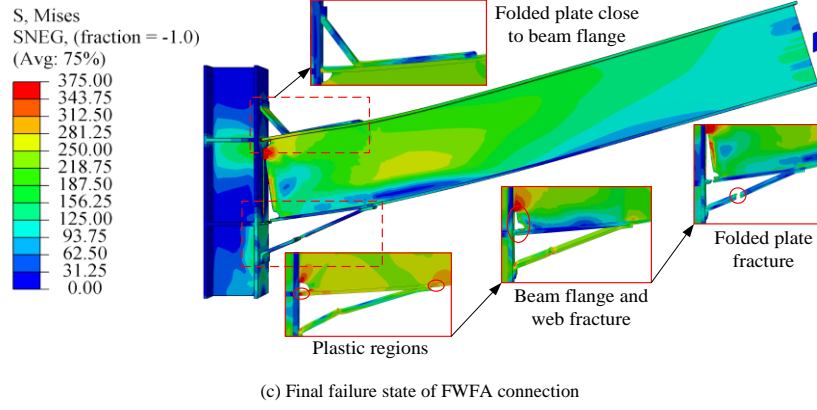 S, Mises
SNEG, (fraction = -1.0)
(Avg: 75%)
375.00
343.75
312.50
281.25
250.00
218.75
187.50
156.25
125.00
93.75
62.50
31.25
0.00
Folded plate close
to beam flange
Folded plate
fracture
Beam flange and
web fracture
Plastic regions
(c) Final failure state of FWFA connection